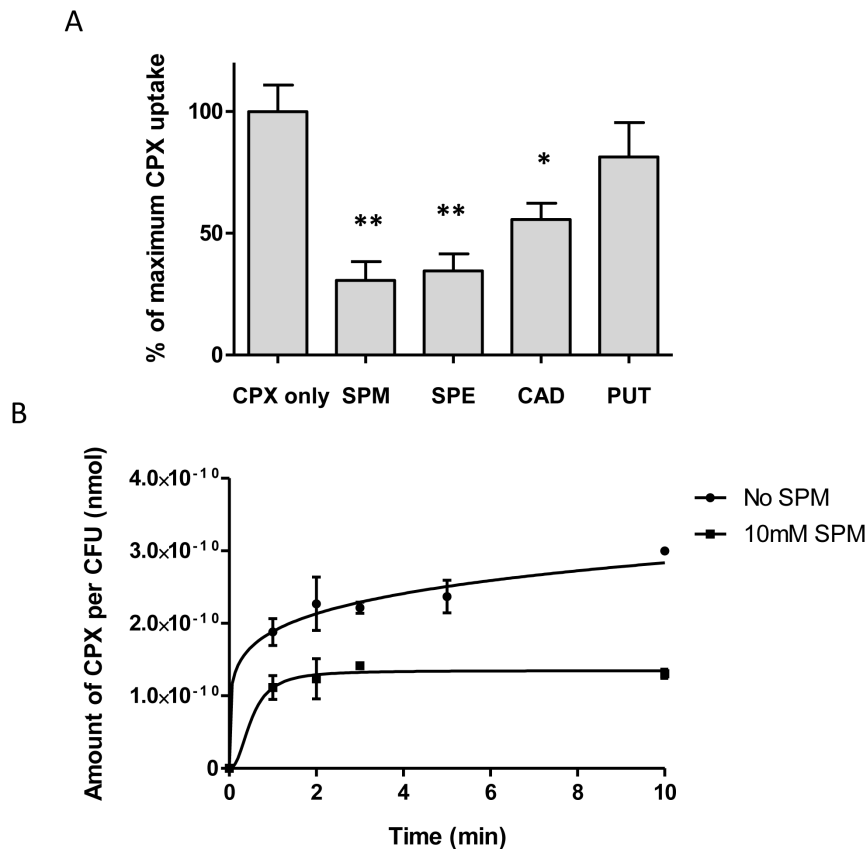 A
% of maximum CPX uptake
100
50
0
** ** *
CPX only SPM SPE CAD PUT
B
Amount of CPX per CFU (nmol)
4.0×10⁻¹⁰
3.0×10⁻¹⁰
2.0×10⁻¹⁰
1.0×10⁻¹⁰
0
0 2 4 6 8 10
Time (min)
No SPM
10mM SPM